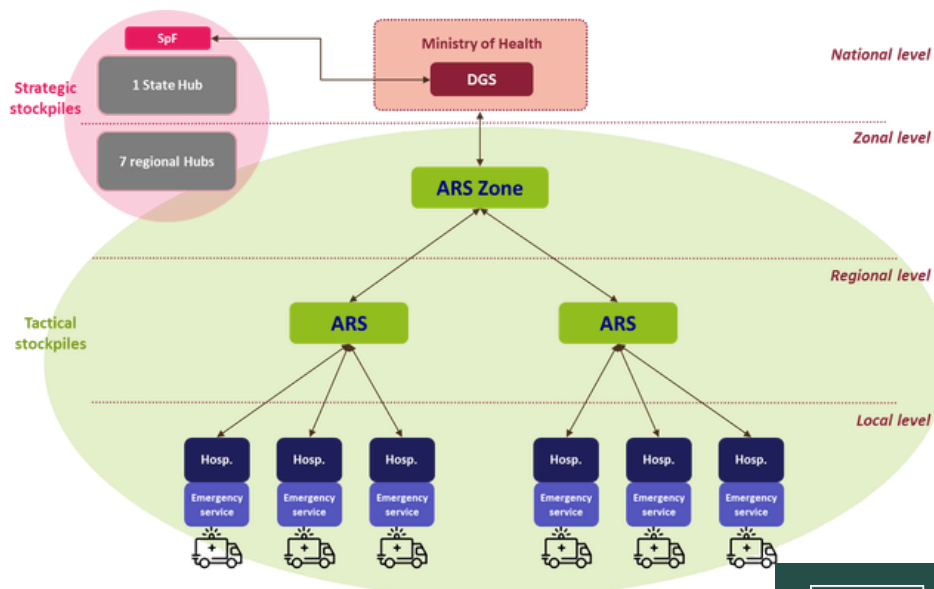 SpF
1 State Hub
7 regional Hubs
Strategic
stockpiles
Ministry of Health
DGS
National level
Zonal level
ARS Zone
Regional level
Tactical
stockpiles
ARS
ARS
Local level
Hosp.
Hosp.
Hosp.
Hosp.
Hosp.
Hosp.
Emergency
service
Emergency
service
Emergency
service
Emergency
service
Emergency
service
Emergency
service